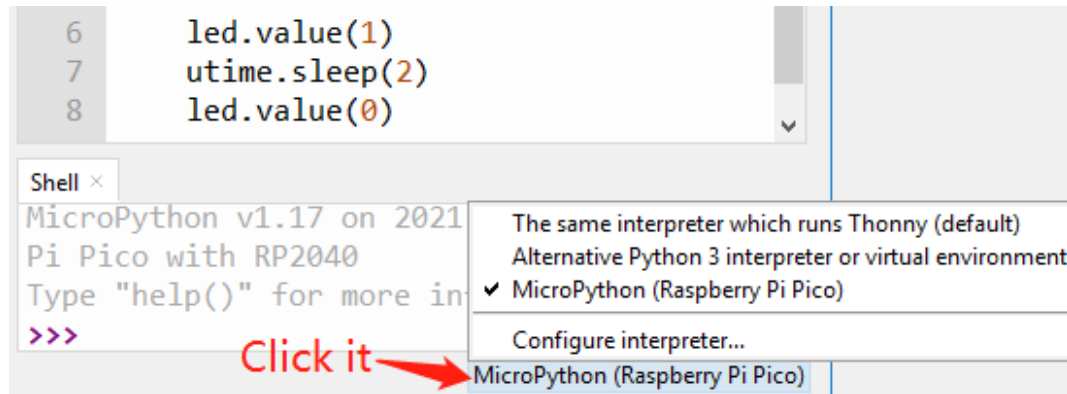 6 led.value(1)
7 utime.sleep(2)
8 led.value(0)
Shell ×
MicroPython v1.17 on 2021
Pi Pico with RP2040
Type "help()" for more in
>>>
The same interpreter which runs Thonny (default)
Alternative Python 3 interpreter or virtual environment
✓ MicroPython (Raspberry Pi Pico)
Configure interpreter...
Click it
MicroPython (Raspberry Pi Pico)